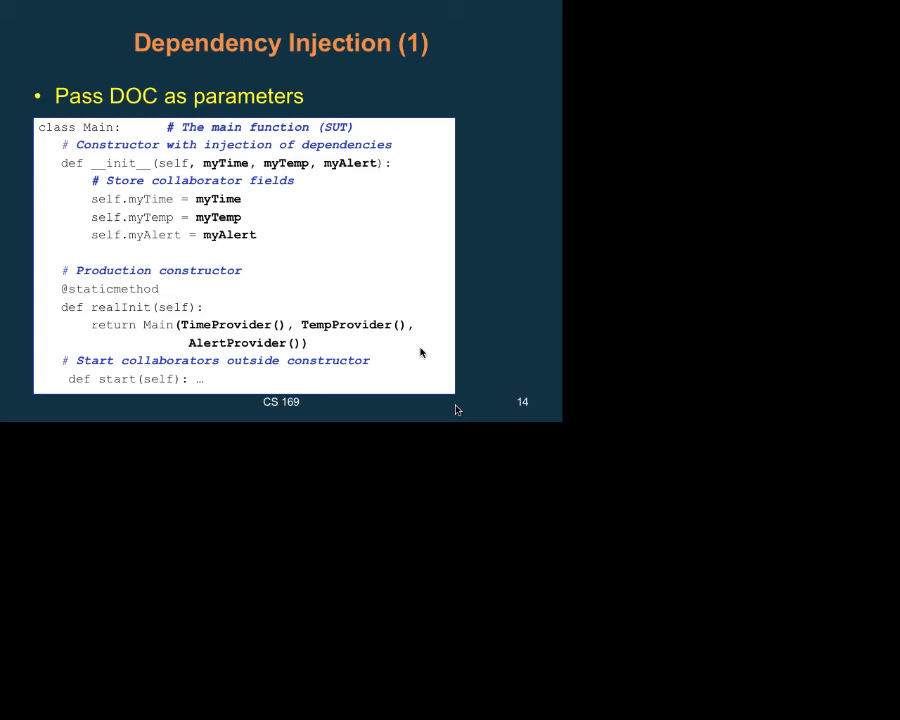 Dependency Injection (1)
• Pass DOC as parameters
class Main: # The main function (SUT)
# Constructor with injection of dependencies
def __init__(self, myTime, myTemp, myAlert):
# Store collaborator fields
self.myTime = myTime
self.myTemp = myTemp
self.myAlert = myAlert
# Production constructor
@staticmethod
def realInit(self):
return Main(TimeProvider(), TempProvider(),
AlertProvider())
# Start collaborators outside constructor
def start(self): …
CS 169
14